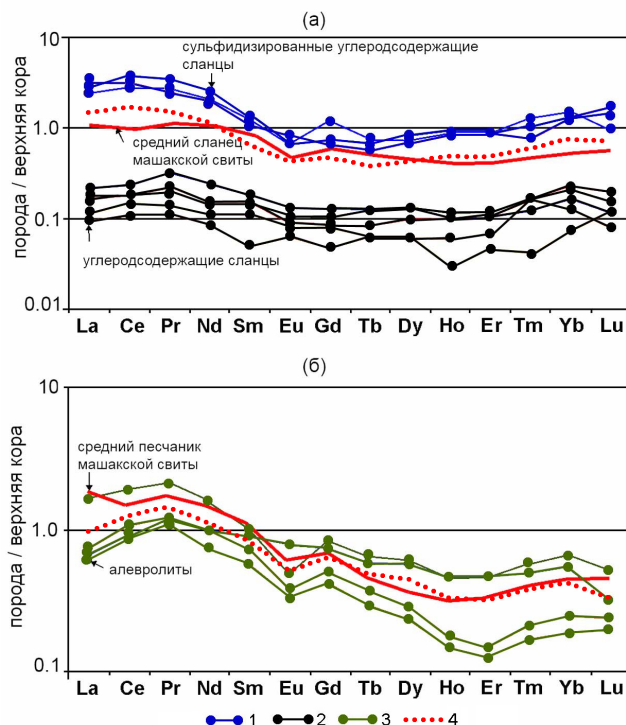 (а)
порода / верхняя кора
10
1.0
0.1
0.01
сульфидизированные углеродсодержащие
сланцы
средний сланец
машакской свиты
углеродсодержащие сланцы
La Ce Pr Nd Sm Eu Gd Tb Dy Ho Er Tm Yb Lu
(б)
порода / верхняя кора
10
1.0
0.1
средний песчаник
машакской свиты
алевролиты
La Ce Pr Nd Sm Eu Gd Tb Dy Ho Er Tm Yb Lu
1 2 3 4